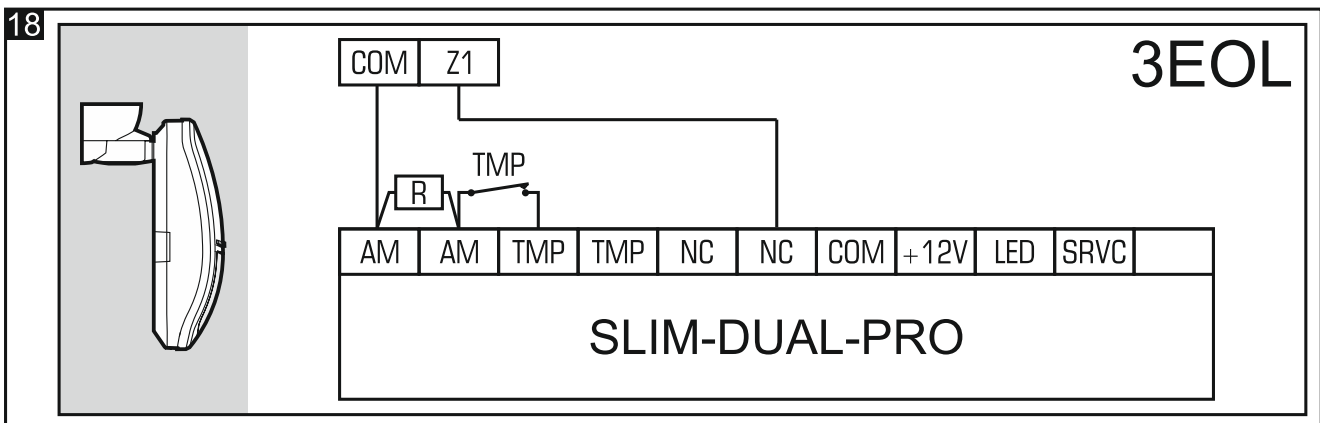 18
3EOL
COM Z1
TMP
R
AM AM TMP TMP NC NC COM +12V LED SRVC
SLIM-DUAL-PRO